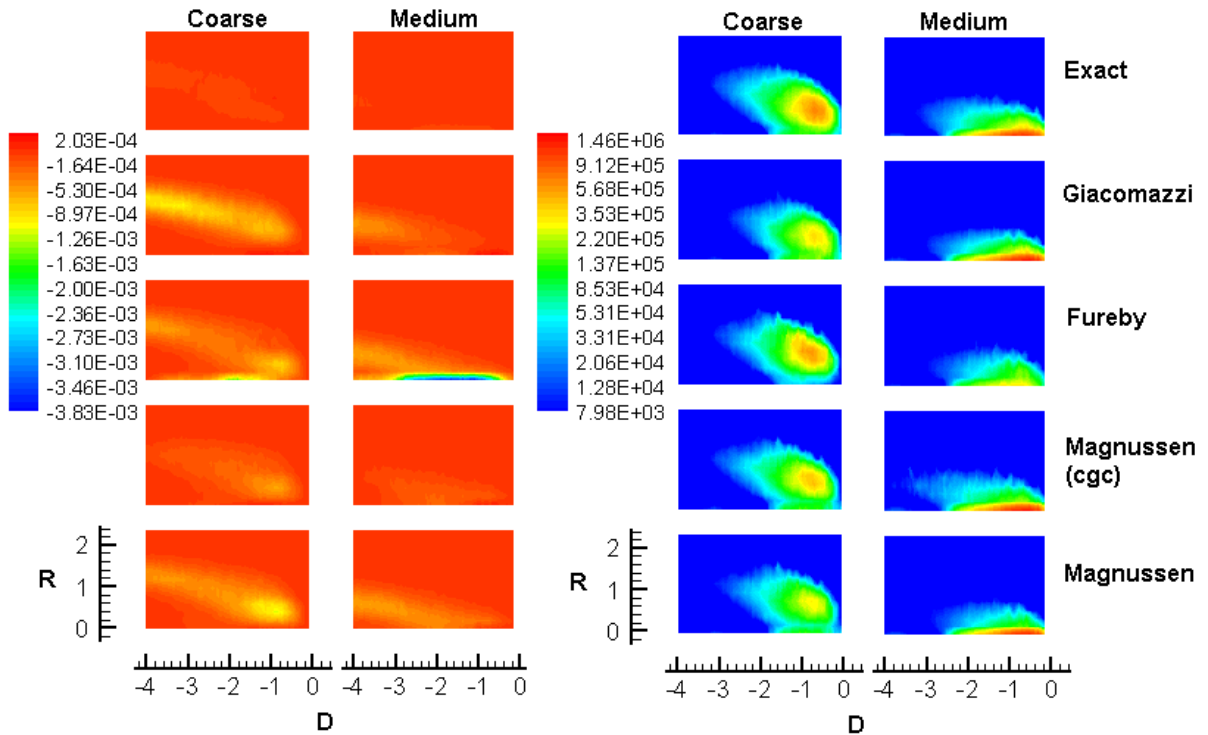 Coarse
Medium
Coarse
Medium
Exact
2.03E-04
-1.64E-04
-5.30E-04
-8.97E-04
-1.26E-03
-1.63E-03
-2.00E-03
-2.36E-03
-2.73E-03
-3.10E-03
-3.46E-03
-3.83E-03
1.46E+06
9.12E+05
5.68E+05
3.53E+05
2.20E+05
1.37E+05
8.53E+04
5.31E+04
3.31E+04
2.06E+04
1.28E+04
7.98E+03
Giacomazzi
Fureby
Magnussen
(cgc)
Magnussen
R
2
1
0
R
2
1
0
-4 -3 -2 -1 0
-4 -3 -2 -1 0
-4 -3 -2 -1 0
-4 -3 -2 -1 0
D
D